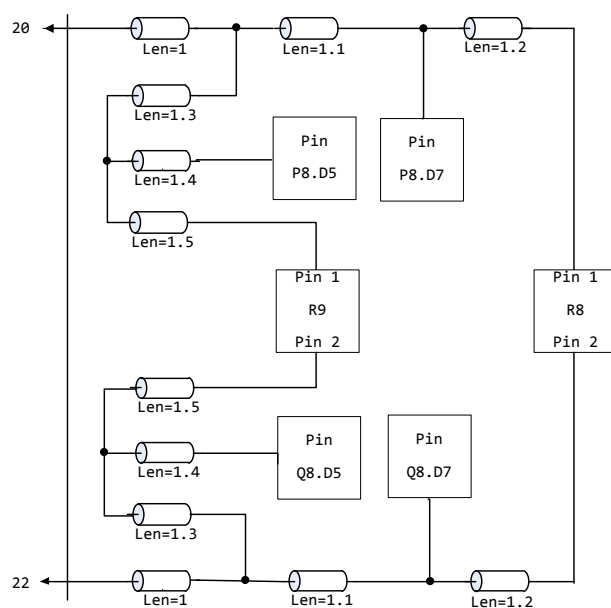 20
Len=1
Len=1.1
Len=1.2
Len=1.3
Len=1.4
Pin
P8.D5
Pin
P8.D7
Len=1.5
Pin 1
R9
Pin 2
Pin 1
R8
Pin 2
Len=1.5
Len=1.4
Pin
Q8.D5
Pin
Q8.D7
Len=1.3
22
Len=1
Len=1.1
Len=1.2